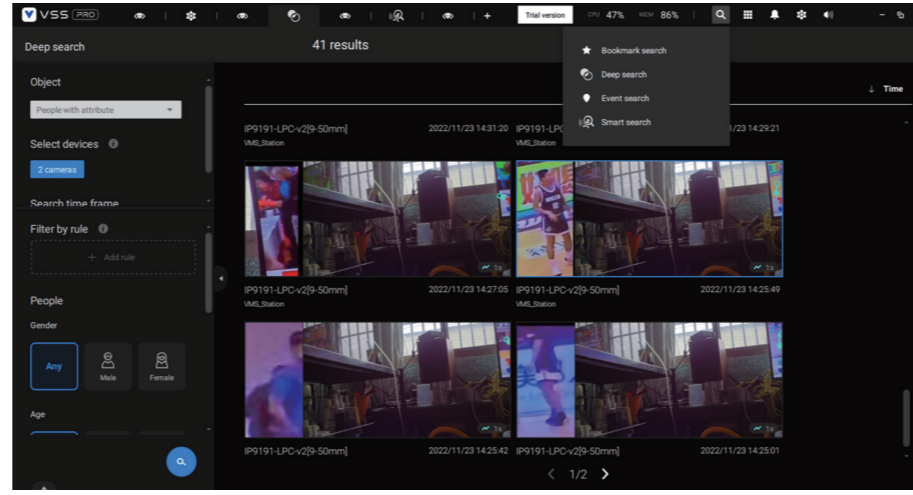 VSS PRO
Trial version
CPU 47% MEM 86%
Deep search
41 results
Bookmark search
Deep search
Event search
Smart search
Object
People with attribute
Select devices
2 cameras
Search time frame
Filter by rule
+ Add rule
People
Gender
Any
Male
Female
Age
↓ Time
IP9191-LPC-v2[9-50mm] 2022/11/23 14:31:20
VMS_Station
IP9191-LPC
/23 14:29:21
VMS_Station
1s
1s
IP9191-LPC-v2[9-50mm] 2022/11/23 14:27:05
VMS_Station
IP9191-LPC-v2[9-50mm] 2022/11/23 14:25:49
VMS_Station
1s
1s
IP9191-LPC-v2[9-50mm] 2022/11/23 14:25:42
IP9191-LPC-v2[9-50mm] 2022/11/23 14:25:01
< 1/2 >